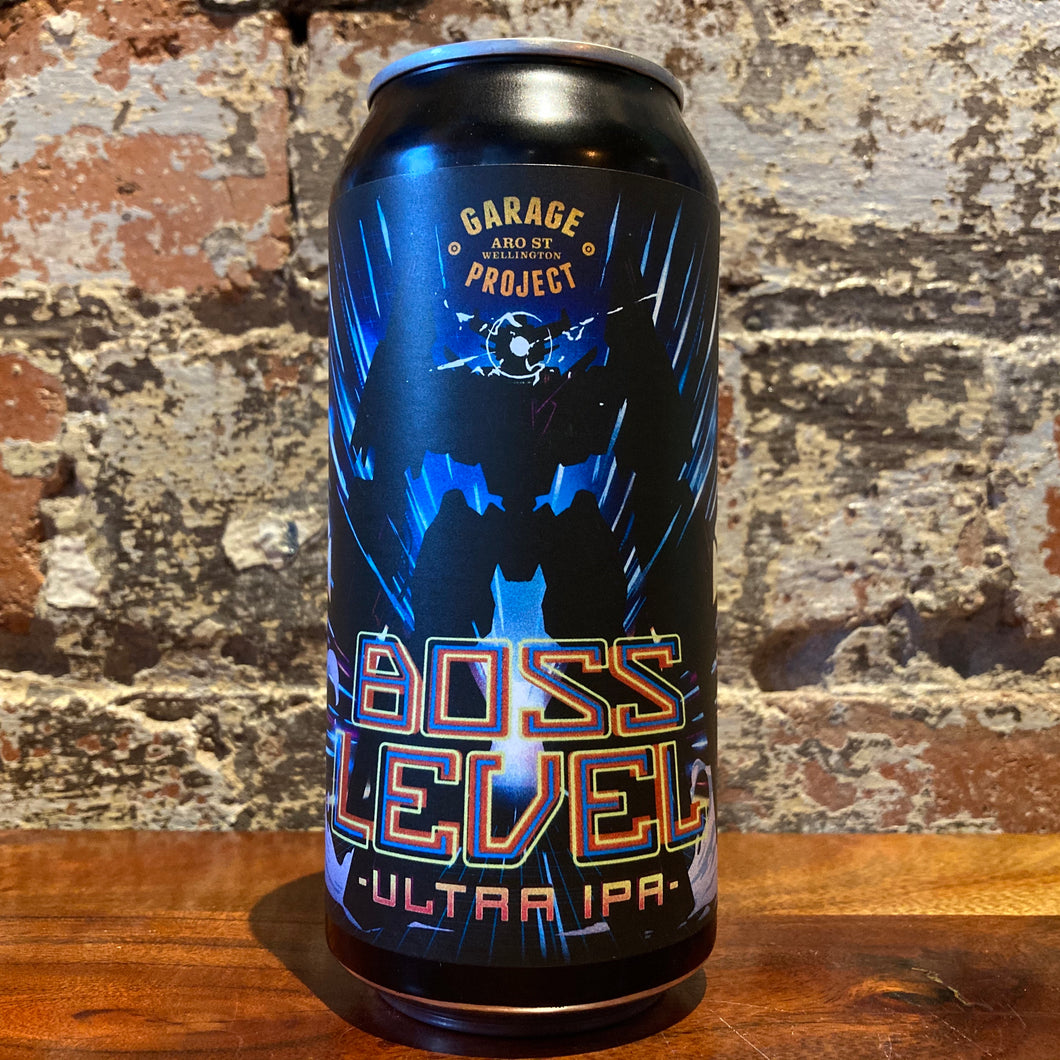 GARAGE
ARO ST
WELLINGTON
PROJECT
BOSS
LEVEL
-ULTRA IPA-